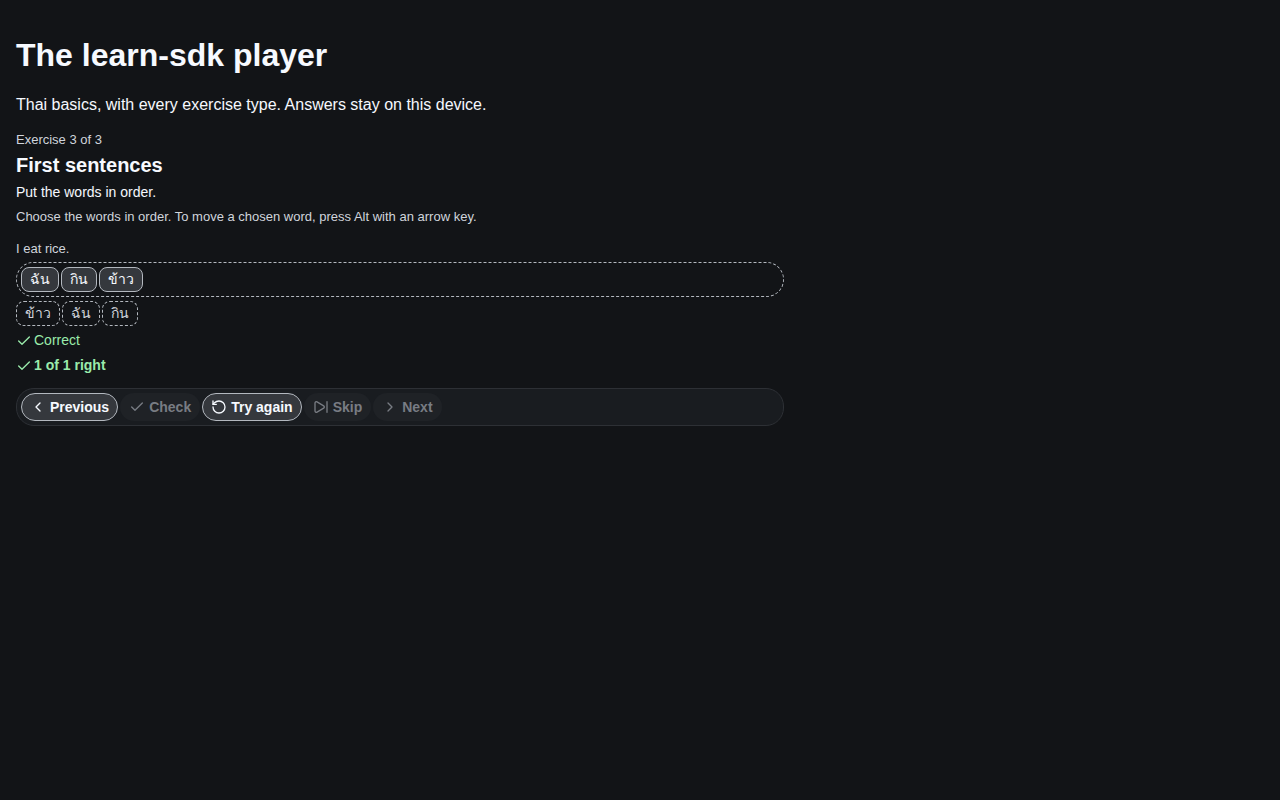 The learn-sdk player
Thai basics, with every exercise type. Answers stay on this device.
Exercise 3 of 3
First sentences
Put the words in order.
Choose the words in order. To move a chosen word, press Alt with an arrow key.
I eat rice.
ฉัน กิน ข้าว
ข้าว ฉัน กิน
Correct
1 of 1 right
Previous Check Try again Skip Next